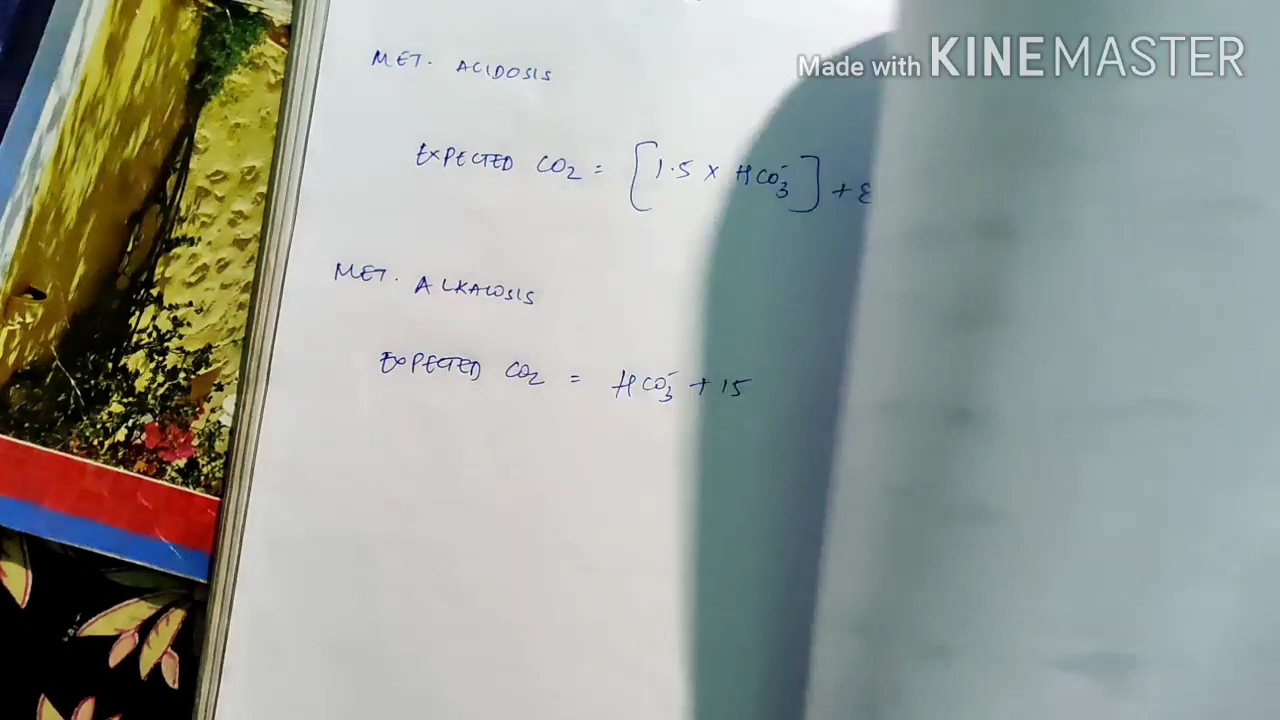 Made with KINEMASTER
MET. ACIDOSIS
EXPECTED CO2 = [1.5 x HCO3-] +
MET. ALKALOSIS
EXPECTED CO2 = HCO3- + 15